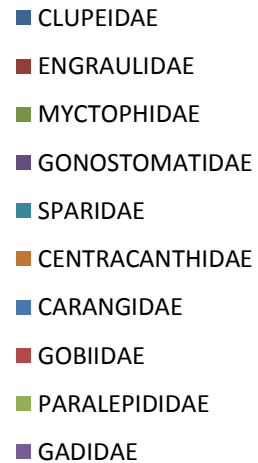 CLUPEIDAE
ENGRAULIDAE
MYCTOPHIDAE
GONOSTOMATIDAE
SPARIDAE
CENTRACANTHIDAE
CARANGIDAE
GOBIIDAE
PARALEPIDIDAE
GADIDAE